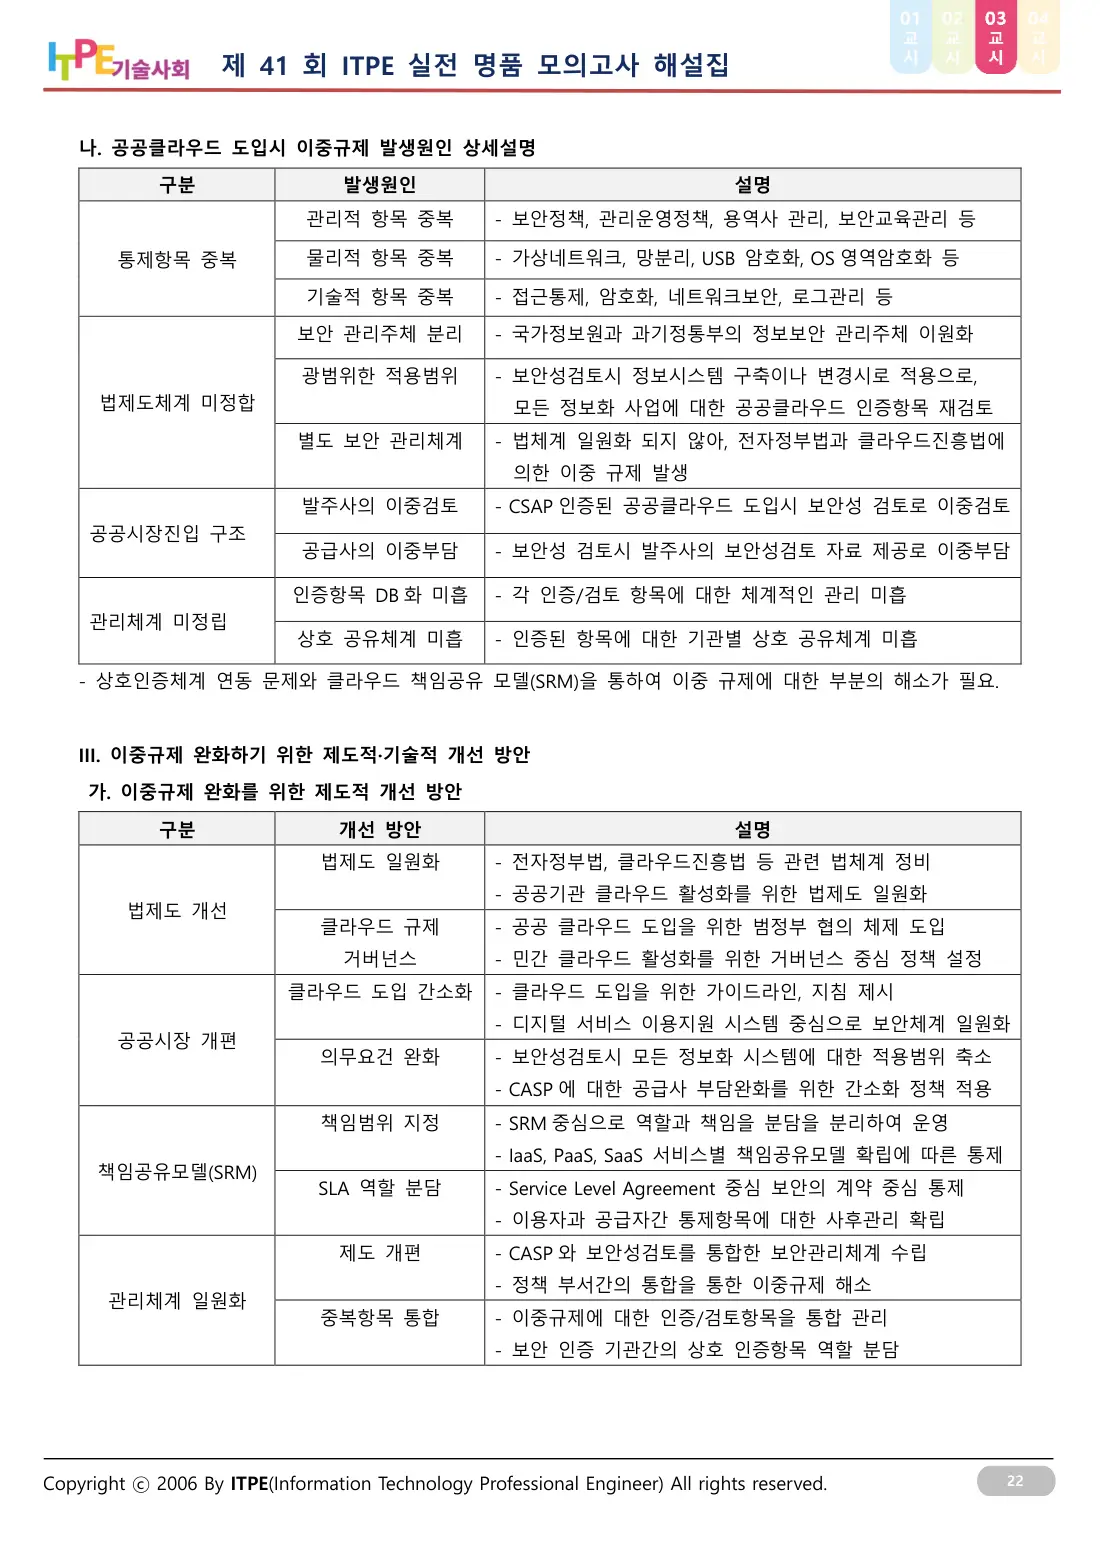 01 교시
02 교시
03 교시
04 교시
ITPE기술사회
제 41 회 ITPE 실전 명품 모의고사 해설집
나. 공공클라우드 도입시 이중규제 발생원인 상세설명
구분 발생원인 설명
통제항목 중복
관리적 항목 중복 - 보안정책, 관리운영정책, 용역사 관리, 보안교육관리 등
물리적 항목 중복 - 가상네트워크, 망분리, USB 암호화, OS 영역암호화 등
기술적 항목 중복 - 접근통제, 암호화, 네트워크보안, 로그관리 등
법제도체계 미정합
보안 관리주체 분리 - 국가정보원과 과기정통부의 정보보안 관리주체 이원화
광범위한 적용범위 - 보안성검토시 정보시스템 구축이나 변경시로 적용으로,
모든 정보화 사업에 대한 공공클라우드 인증항목 재검토
별도 보안 관리체계 - 법체계 일원화 되지 않아, 전자정부법과 클라우드진흥법에
의한 이중 규제 발생
공공시장진입 구조
발주사의 이중검토 - CSAP 인증된 공공클라우드 도입시 보안성 검토로 이중검토
공급사의 이중부담 - 보안성 검토시 발주사의 보안성검토 자료 제공로 이중부담
관리체계 미정립
인증항목 DB 화 미흡 - 각 인증/검토 항목에 대한 체계적인 관리 미흡
상호 공유체계 미흡 - 인증된 항목에 대한 기관별 상호 공유체계 미흡
- 상호인증체계 연동 문제와 클라우드 책임공유 모델(SRM)을 통하여 이중 규제에 대한 부분의 해소가 필요.
III. 이중규제 완화하기 위한 제도적·기술적 개선 방안
가. 이중규제 완화를 위한 제도적 개선 방안
구분 개선 방안 설명
법제도 개선
법제도 일원화 - 전자정부법, 클라우드진흥법 등 관련 법체계 정비
- 공공기관 클라우드 활성화를 위한 법제도 일원화
클라우드 규제 - 공공 클라우드 도입을 위한 범정부 협의 체제 도입
거버넌스 - 민간 클라우드 활성화를 위한 거버넌스 중심 정책 설정
공공시장 개편
클라우드 도입 간소화 - 클라우드 도입을 위한 가이드라인, 지침 제시
- 디지털 서비스 이용지원 시스템 중심으로 보안체계 일원화
의무요건 완화 - 보안성검토시 모든 정보화 시스템에 대한 적용범위 축소
- CASP 에 대한 공급사 부담완화를 위한 간소화 정책 적용
책임공유모델(SRM)
책임범위 지정 - SRM 중심으로 역할과 책임을 분담을 분리하여 운영
- IaaS, PaaS, SaaS 서비스별 책임공유모델 확립에 따른 통제
SLA 역할 분담 - Service Level Agreement 중심 보안의 계약 중심 통제
- 이용자과 공급자간 통제항목에 대한 사후관리 확립
관리체계 일원화
제도 개편 - CASP 와 보안성검토를 통합한 보안관리체계 수립
- 정책 부서간의 통합을 통한 이중규제 해소
중복항목 통합 - 이중규제에 대한 인증/검토항목을 통합 관리
- 보안 인증 기관간의 상호 인증항목 역할 분담
Copyright ⓒ 2006 By ITPE(Information Technology Professional Engineer) All rights reserved.
22